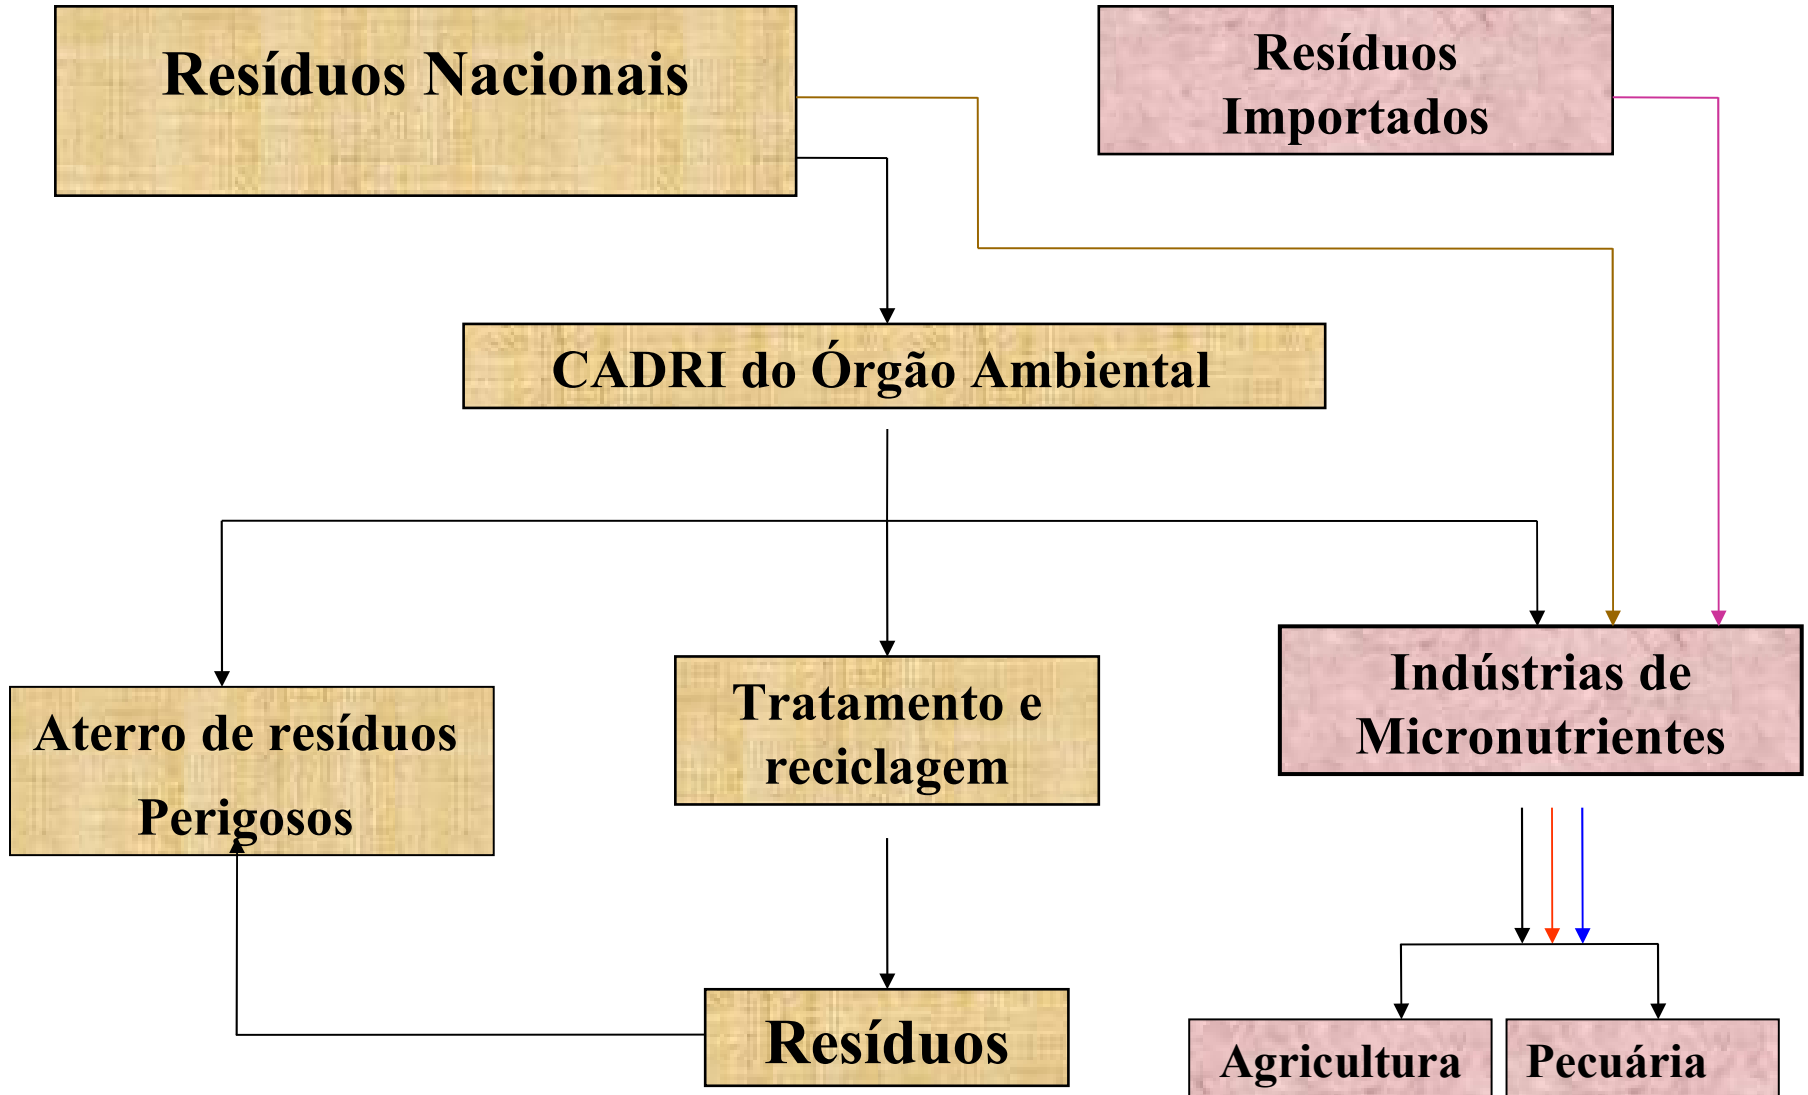 Resíduos Nacionais
Resíduos
Importados
CADRI do Órgão Ambiental
Aterro de resíduos
Perigosos
Tratamento e
reciclagem
Indústrias de
Micronutrientes
Resíduos
Agricultura
Pecuária